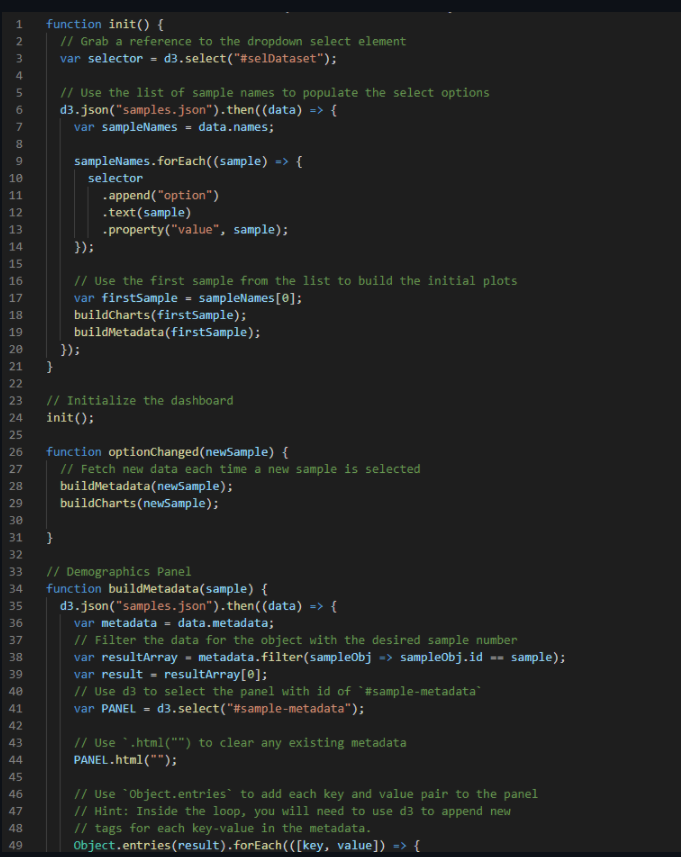 1 function init() {
2 // Grab a reference to the dropdown select element
3 var selector = d3.select("#selDataset");
4
5 // Use the list of sample names to populate the select options
6 d3.json("samples.json").then((data) => {
7 var sampleNames = data.names;
8
9 sampleNames.forEach((sample) => {
10 selector
11 .append("option")
12 .text(sample)
13 .property("value", sample);
14 });
15
16 // Use the first sample from the list to build the initial plots
17 var firstSample = sampleNames[0];
18 buildCharts(firstSample);
19 buildMetadata(firstSample);
20 });
21 }
22
23 // Initialize the dashboard
24 init();
25
26 function optionChanged(newSample) {
27 // Fetch new data each time a new sample is selected
28 buildMetadata(newSample);
29 buildCharts(newSample);
30
31 }
32
33 // Demographics Panel
34 function buildMetadata(sample) {
35 d3.json("samples.json").then((data) => {
36 var metadata = data.metadata;
37 // Filter the data for the object with the desired sample number
38 var resultArray = metadata.filter(sampleObj => sampleObj.id == sample);
39 var result = resultArray[0];
40 // Use d3 to select the panel with id of `#sample-metadata`
41 var PANEL = d3.select("#sample-metadata");
42
43 // Use `.html("") to clear any existing metadata
44 PANEL.html("");
45
46 // Use `Object.entries` to add each key and value pair to the panel
47 // Hint: Inside the loop, you will need to use d3 to append new
48 // tags for each key-value in the metadata.
49 Object.entries(result).forEach(([key, value]) => {